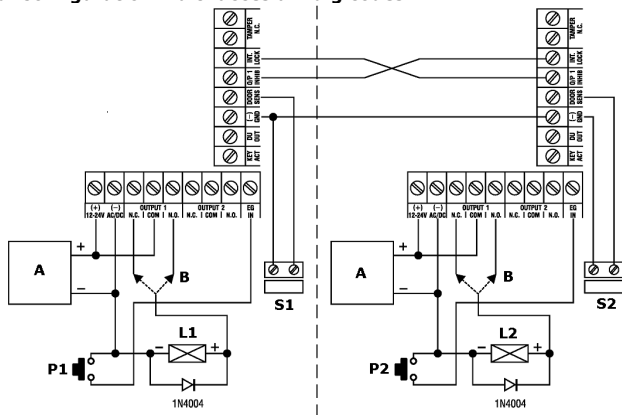 TAMPER N.C.
INT. LOCK
O/P 1 INHIB
DOOR SENS
(–) GND
DU OUT
KEY ACT
TAMPER N.C.
INT. LOCK
O/P 1 INHIB
DOOR SENS
(–) GND
DU OUT
KEY ACT
(+) (–) OUTPUT 1 OUTPUT 2 EG
12-24V AC/DC N.C. COM N.O. N.C. COM N.O. IN
(+) (–) OUTPUT 1 OUTPUT 2 EG
12-24V AC/DC N.C. COM N.O. N.C. COM N.O. IN
A
+
–
B
S1
L1
– +
P1
1N4004
A
+
–
B
S2
L2
– +
P2
1N4004